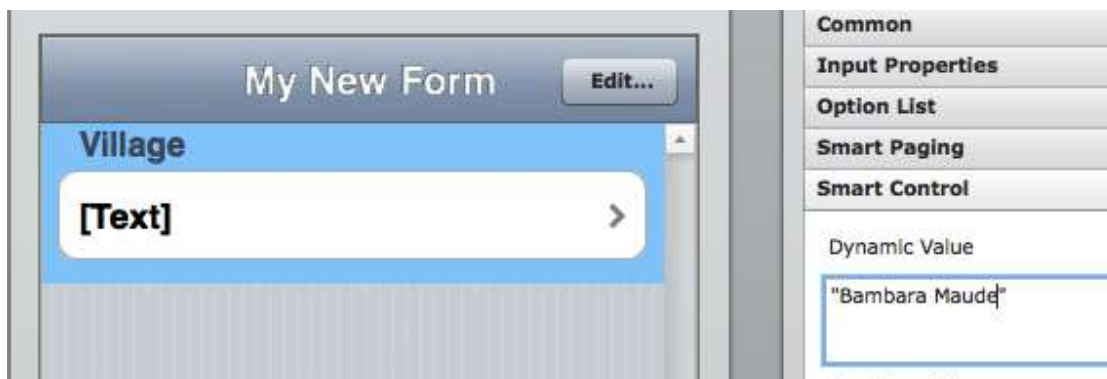 My New Form
Edit...
Village
[Text]
Common
Input Properties
Option List
Smart Paging
Smart Control
Dynamic Value
"Bambara Maude"